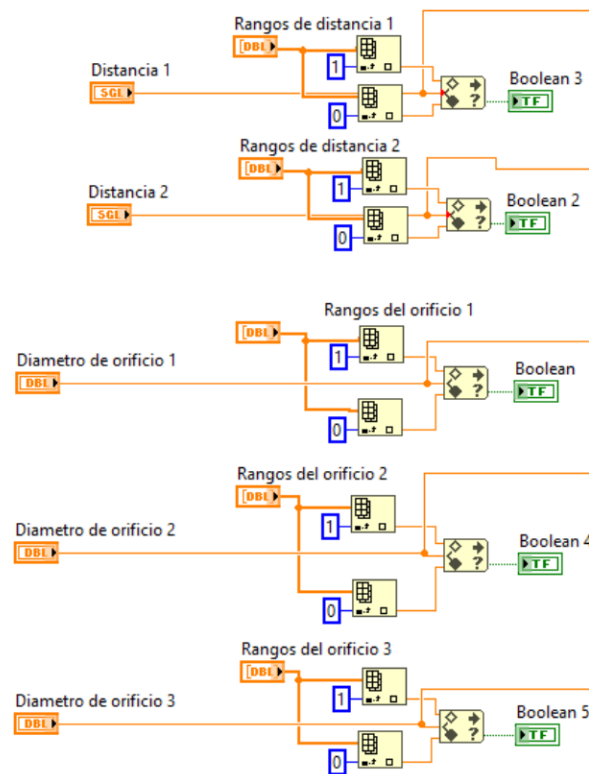 Rangos de distancia 1
[DBL]
1
Distancia 1
SGL
0
?
Boolean 3
TF
Rangos de distancia 2
[DBL]
1
Distancia 2
SGL
0
?
Boolean 2
TF
Rangos del orificio 1
[DBL]
1
Diametro de orificio 1
DBL
0
?
Boolean
TF
Rangos del orificio 2
[DBL]
1
Diametro de orificio 2
DBL
0
?
Boolean 4
TF
Rangos del orificio 3
[DBL]
1
Diametro de orificio 3
DBL
0
?
Boolean 5
TF